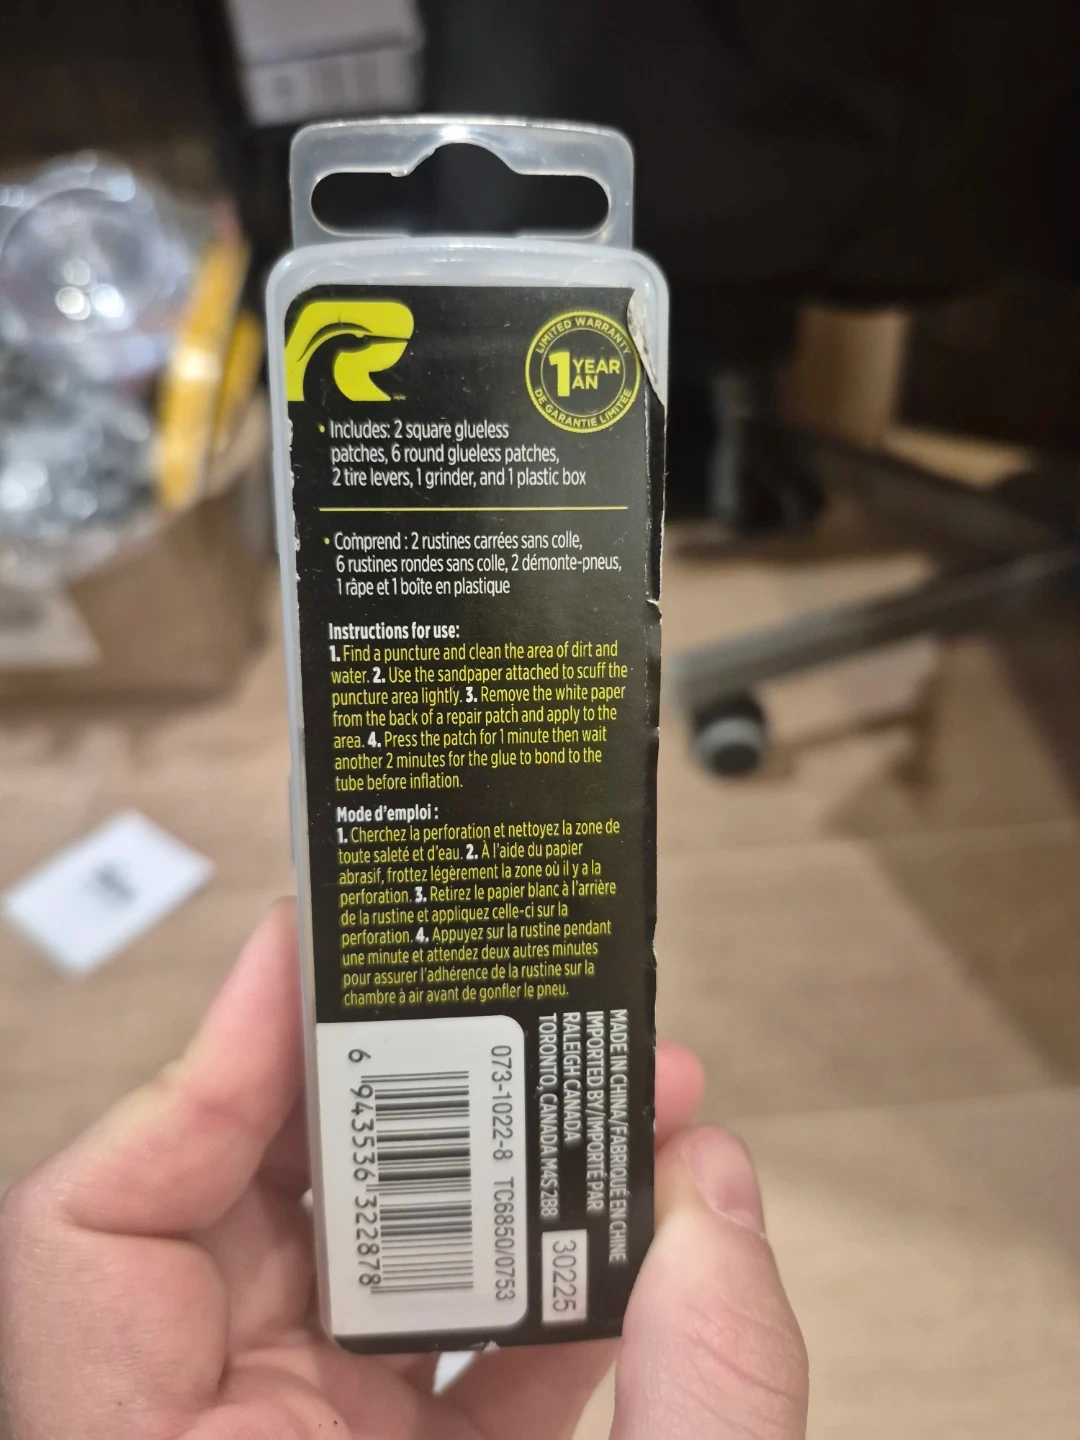 LIMITED WARRANTY
1 YEAR
AN
DE GARANTIE LIMITÉE
• Includes: 2 square glueless
patches, 6 round glueless patches,
2 tire levers, 1 grinder, and 1 plastic box
• Comprend : 2 rustines carrées sans colle,
6 rustines rondes sans colle, 2 démonte-pneus,
1 râpe et 1 boîte en plastique
Instructions for use:
1. Find a puncture and clean the area of dirt and
water. 2. Use the sandpaper attached to scuff the
puncture area lightly. 3. Remove the white paper
from the back of a repair patch and apply to the
area. 4. Press the patch for 1 minute then wait
another 2 minutes for the glue to bond to the
tube before inflation.
Mode d'emploi :
1. Cherchez la perforation et nettoyez la zone de
toute saleté et d'eau. 2. À l'aide du papier
abrasif, frottez légèrement la zone où il y a la
perforation. 3. Retirez le papier blanc à l'arrière
de la rustine et appliquez celle-ci sur la
perforation. 4. Appuyez sur la rustine pendant
une minute et attendez deux autres minutes
pour assurer l'adhérence de la rustine sur la
chambre à air avant de gonfler le pneu.
MADE IN CHINA/FABRIQUÉ EN CHINE
IMPORTED BY/IMPORTÉ PAR
RALEIGH CANADA
TORONTO, CANADA M4S 2B8
30225
073-1022-8 TC6850/0753
6 943536 322878